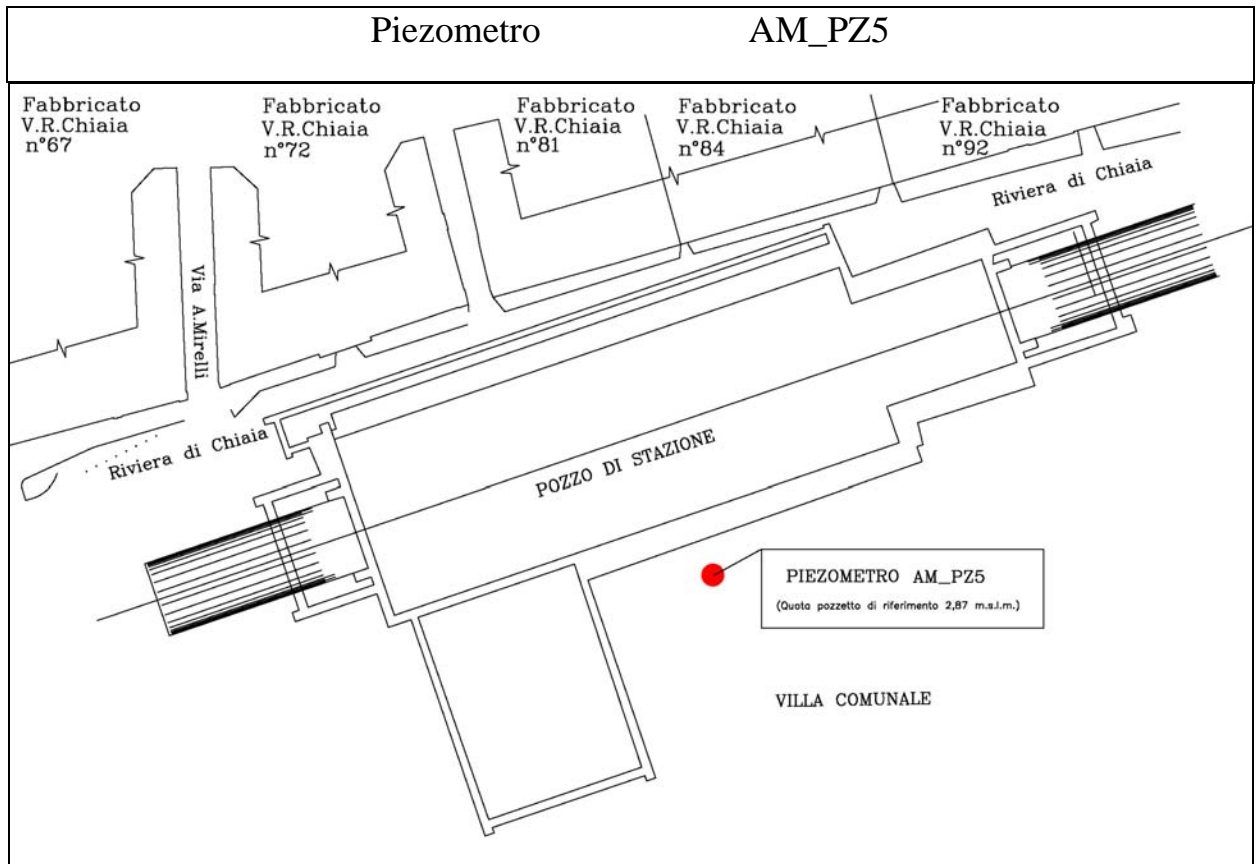 Piezometro AM_PZ5
Fabbricato
V.R.Chiaia
n°67
Fabbricato
V.R.Chiaia
n°72
Fabbricato
V.R.Chiaia
n°81
Fabbricato
V.R.Chiaia
n°84
Fabbricato
V.R.Chiaia
n°92
Riviera di Chiaia
Via A.Mirelli
Riviera di Chiaia
POZZO DI STAZIONE
PIEZOMETRO AM_PZ5
(Quota pozzetto di riferimento 2,87 m.s.l.m.)
VILLA COMUNALE